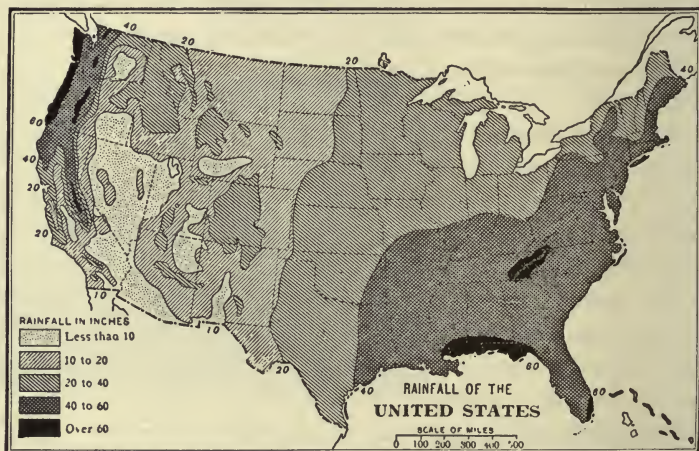 40
20
20
40
60
40
20
20
10
10
20
40
60
60
RAINFALL IN INCHES
Less than 10
10 to 20
20 to 40
40 to 60
Over 60
RAINFALL OF THE
UNITED STATES
SCALE OF MILES
0 100 200 300 400 500